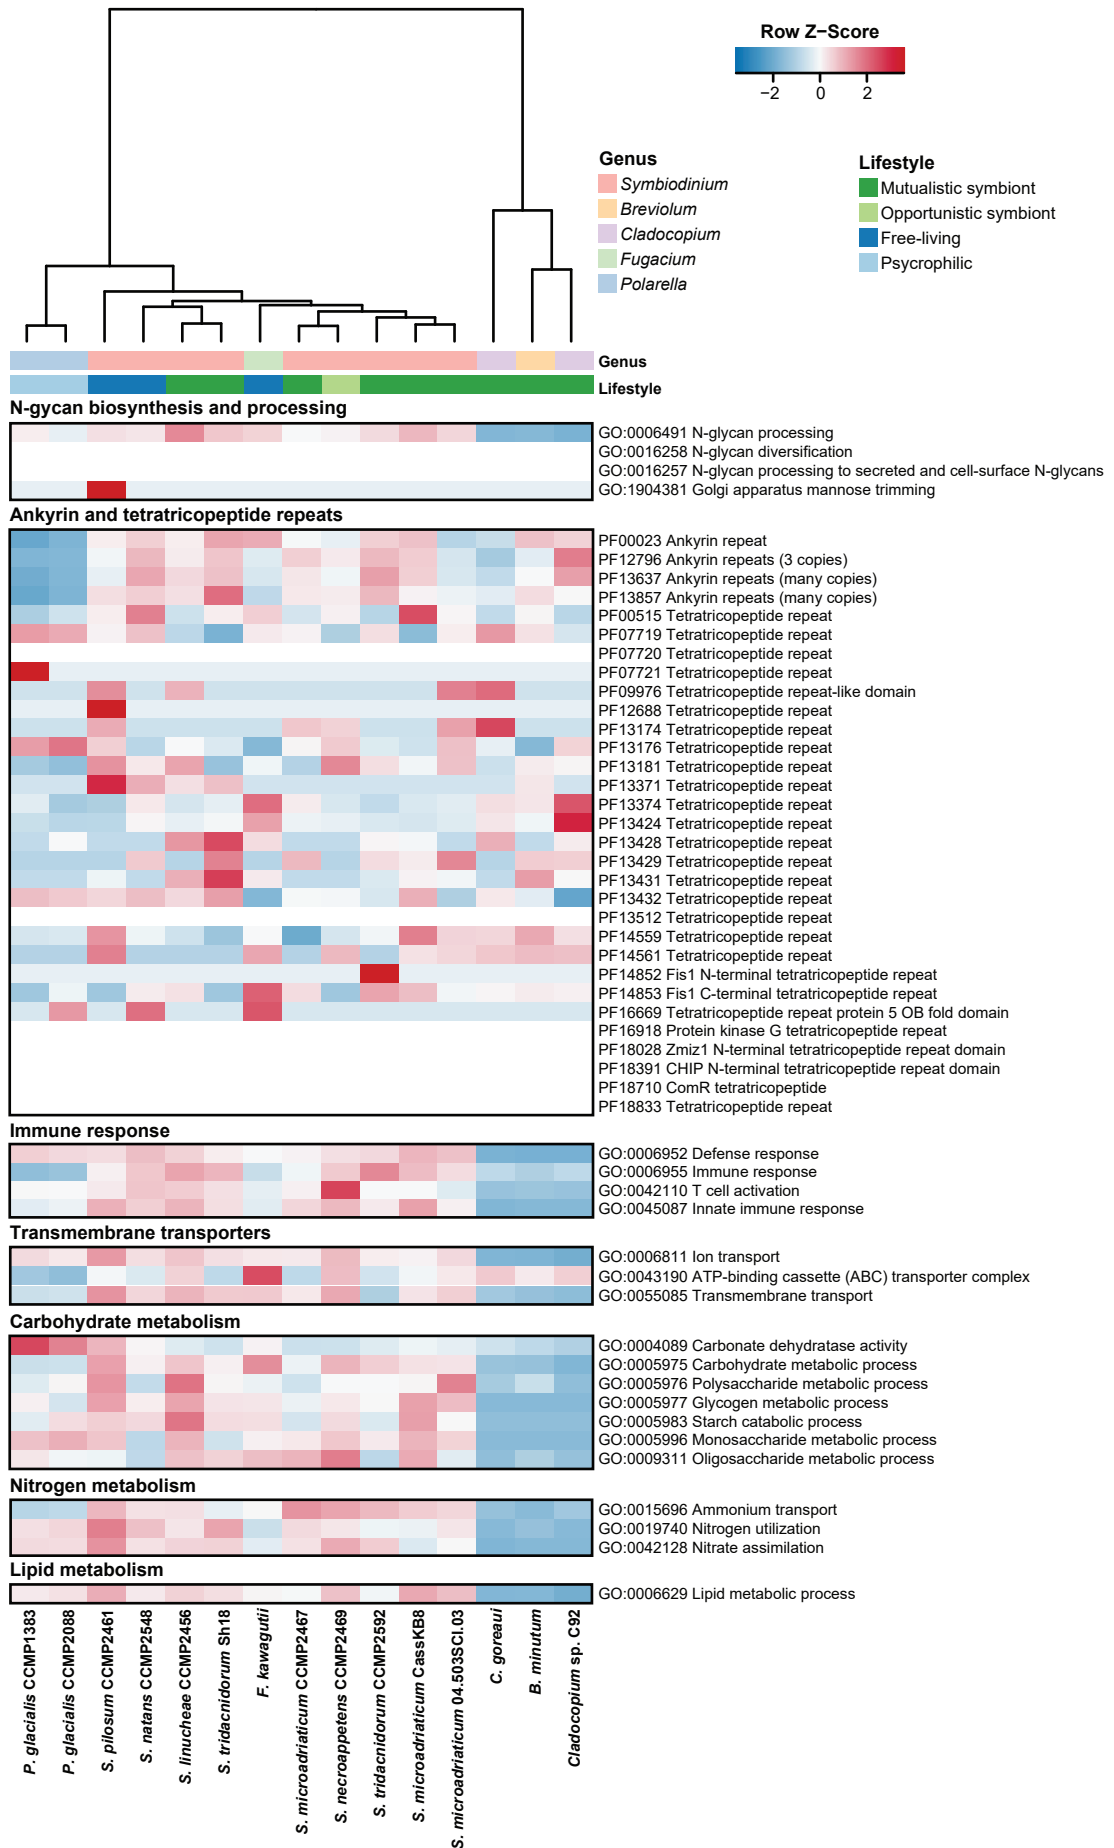 Row Z−Score
−2 0 2
Genus
Symbiodinium
Breviolum
Cladocopium
Fugacium
Polarella
Lifestyle
Mutualistic symbiont
Opportunistic symbiont
Free-living
Psycrophilic
Genus
Lifestyle
N-gycan biosynthesis and processing
GO:0006491 N-glycan processing
GO:0016258 N-glycan diversification
GO:0016257 N-glycan processing to secreted and cell-surface N-glycans
GO:1904381 Golgi apparatus mannose trimming
Ankyrin and tetratricopeptide repeats
PF00023 Ankyrin repeat
PF12796 Ankyrin repeats (3 copies)
PF13637 Ankyrin repeats (many copies)
PF13857 Ankyrin repeats (many copies)
PF00515 Tetratricopeptide repeat
PF07719 Tetratricopeptide repeat
PF07720 Tetratricopeptide repeat
PF07721 Tetratricopeptide repeat
PF09976 Tetratricopeptide repeat-like domain
PF12688 Tetratricopeptide repeat
PF13174 Tetratricopeptide repeat
PF13176 Tetratricopeptide repeat
PF13181 Tetratricopeptide repeat
PF13371 Tetratricopeptide repeat
PF13374 Tetratricopeptide repeat
PF13424 Tetratricopeptide repeat
PF13428 Tetratricopeptide repeat
PF13429 Tetratricopeptide repeat
PF13431 Tetratricopeptide repeat
PF13432 Tetratricopeptide repeat
PF13512 Tetratricopeptide repeat
PF14559 Tetratricopeptide repeat
PF14561 Tetratricopeptide repeat
PF14852 Fis1 N-terminal tetratricopeptide repeat
PF14853 Fis1 C-terminal tetratricopeptide repeat
PF16669 Tetratricopeptide repeat protein 5 OB fold domain
PF16918 Protein kinase G tetratricopeptide repeat
PF18028 Zmiz1 N-terminal tetratricopeptide repeat domain
PF18391 CHIP N-terminal tetratricopeptide repeat domain
PF18710 ComR tetratricopeptide
PF18833 Tetratricopeptide repeat
Immune response
GO:0006952 Defense response
GO:0006955 Immune response
GO:0042110 T cell activation
GO:0045087 Innate immune response
Transmembrane transporters
GO:0006811 Ion transport
GO:0043190 ATP-binding cassette (ABC) transporter complex
GO:0055085 Transmembrane transport
Carbohydrate metabolism
GO:0004089 Carbonate dehydratase activity
GO:0005975 Carbohydrate metabolic process
GO:0005976 Polysaccharide metabolic process
GO:0005977 Glycogen metabolic process
GO:0005983 Starch catabolic process
GO:0005996 Monosaccharide metabolic process
GO:0009311 Oligosaccharide metabolic process
Nitrogen metabolism
GO:0015696 Ammonium transport
GO:0019740 Nitrogen utilization
GO:0042128 Nitrate assimilation
Lipid metabolism
GO:0006629 Lipid metabolic process
P. glacialis CCMP1383
P. glacialis CCMP2088
S. pilosum CCMP2461
S. natans CCMP2548
S. linucheae CCMP2456
S. tridacnidorum Sh18
F. kawagutii
S. microadriaticum CCMP2467
S. necroappetens CCMP2469
S. tridacnidorum CCMP2592
S. microadriaticum CassKB8
S. microadriaticum 04.503SCI.03
C. goreaui
B. minutum
Cladocopium sp. C92